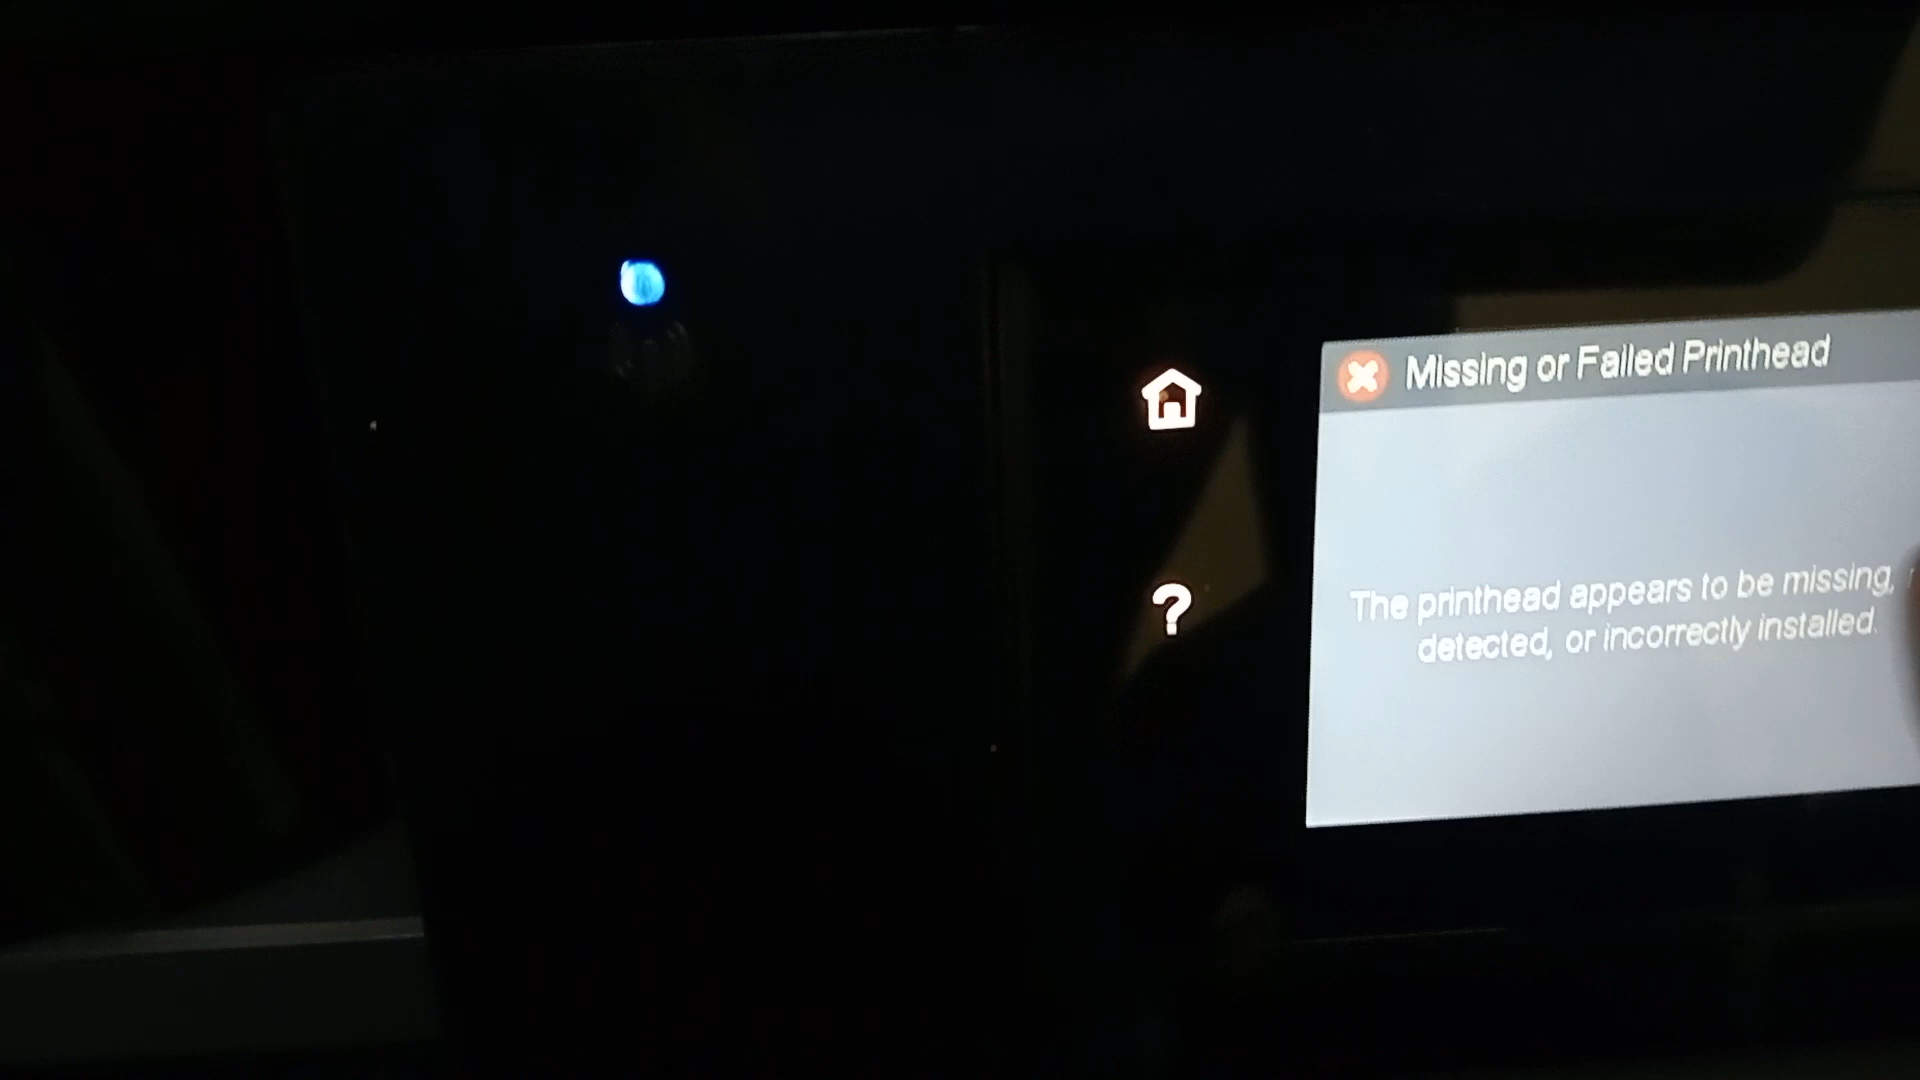 Missing or Failed Printhead
The printhead appears to be missing,
detected, or incorrectly installed.
?